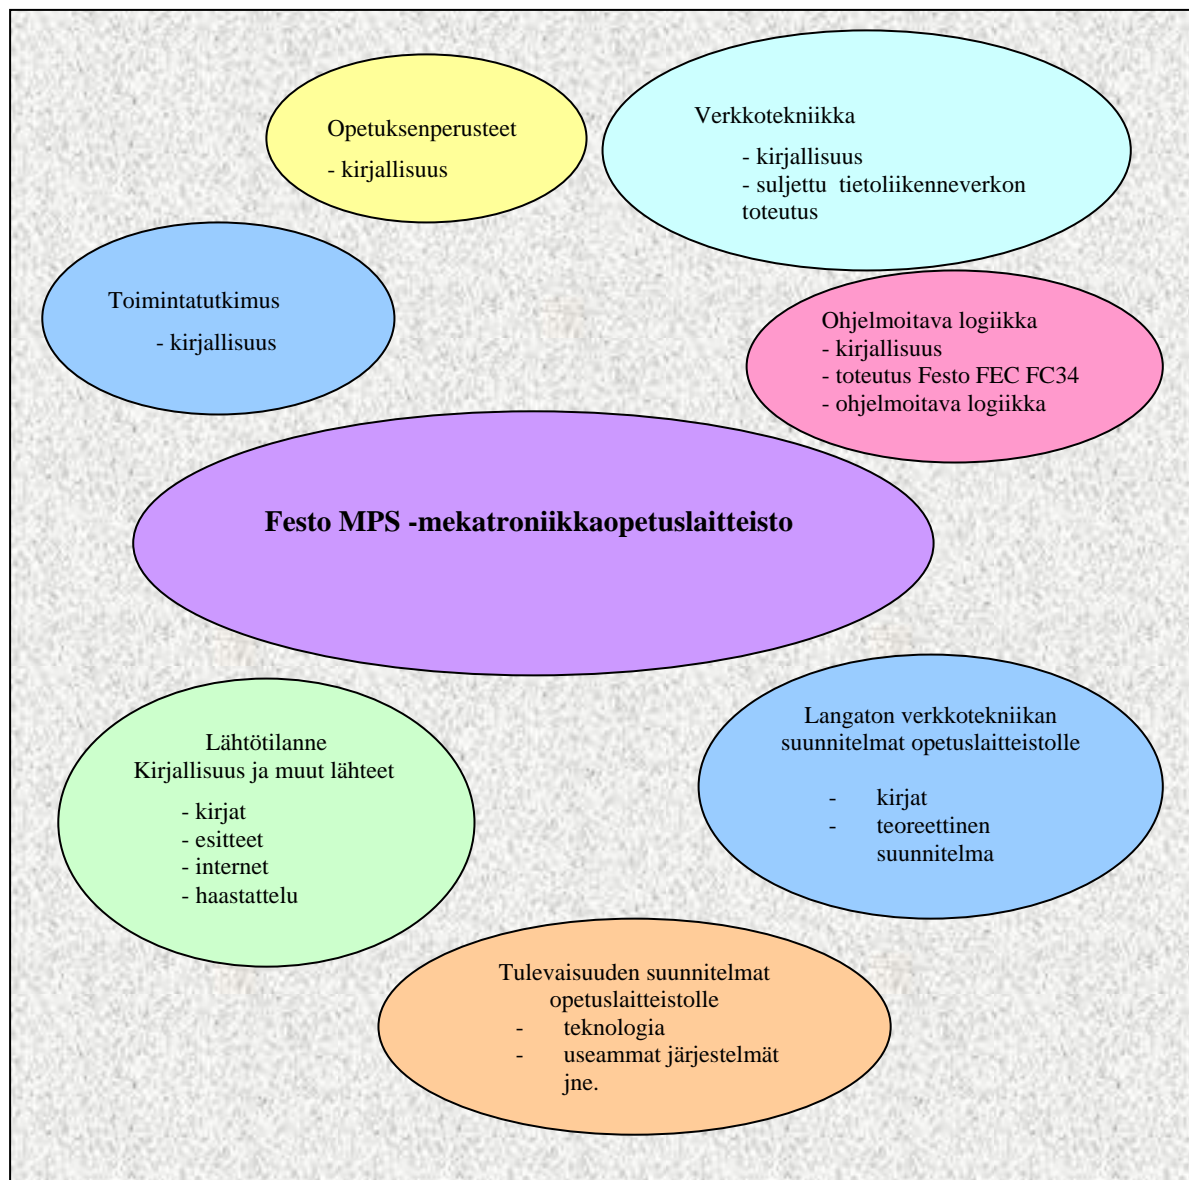 Opetuksenperusteet
- kirjallisuus
Verkkotekniikka
- kirjallisuus
- suljettu tietoliikenneverkon
toteutus
Toimintatutkimus
- kirjallisuus
Ohjelmoitava logiikka
- kirjallisuus
- toteutus Festo FEC FC34
- ohjelmoitava logiikka
Festo MPS -mekatroniikkaopetuslaitteisto
Lähtötilanne
Kirjallisuus ja muut lähteet
- kirjat
- esitteet
- internet
- haastattelu
Langaton verkkotekniikan
suunnitelmat opetuslaitteistolle
- kirjat
- teoreettinen
suunnitelma
Tulevaisuuden suunnitelmat
opetuslaitteistolle
- teknologia
- useammat järjestelmät
jne.